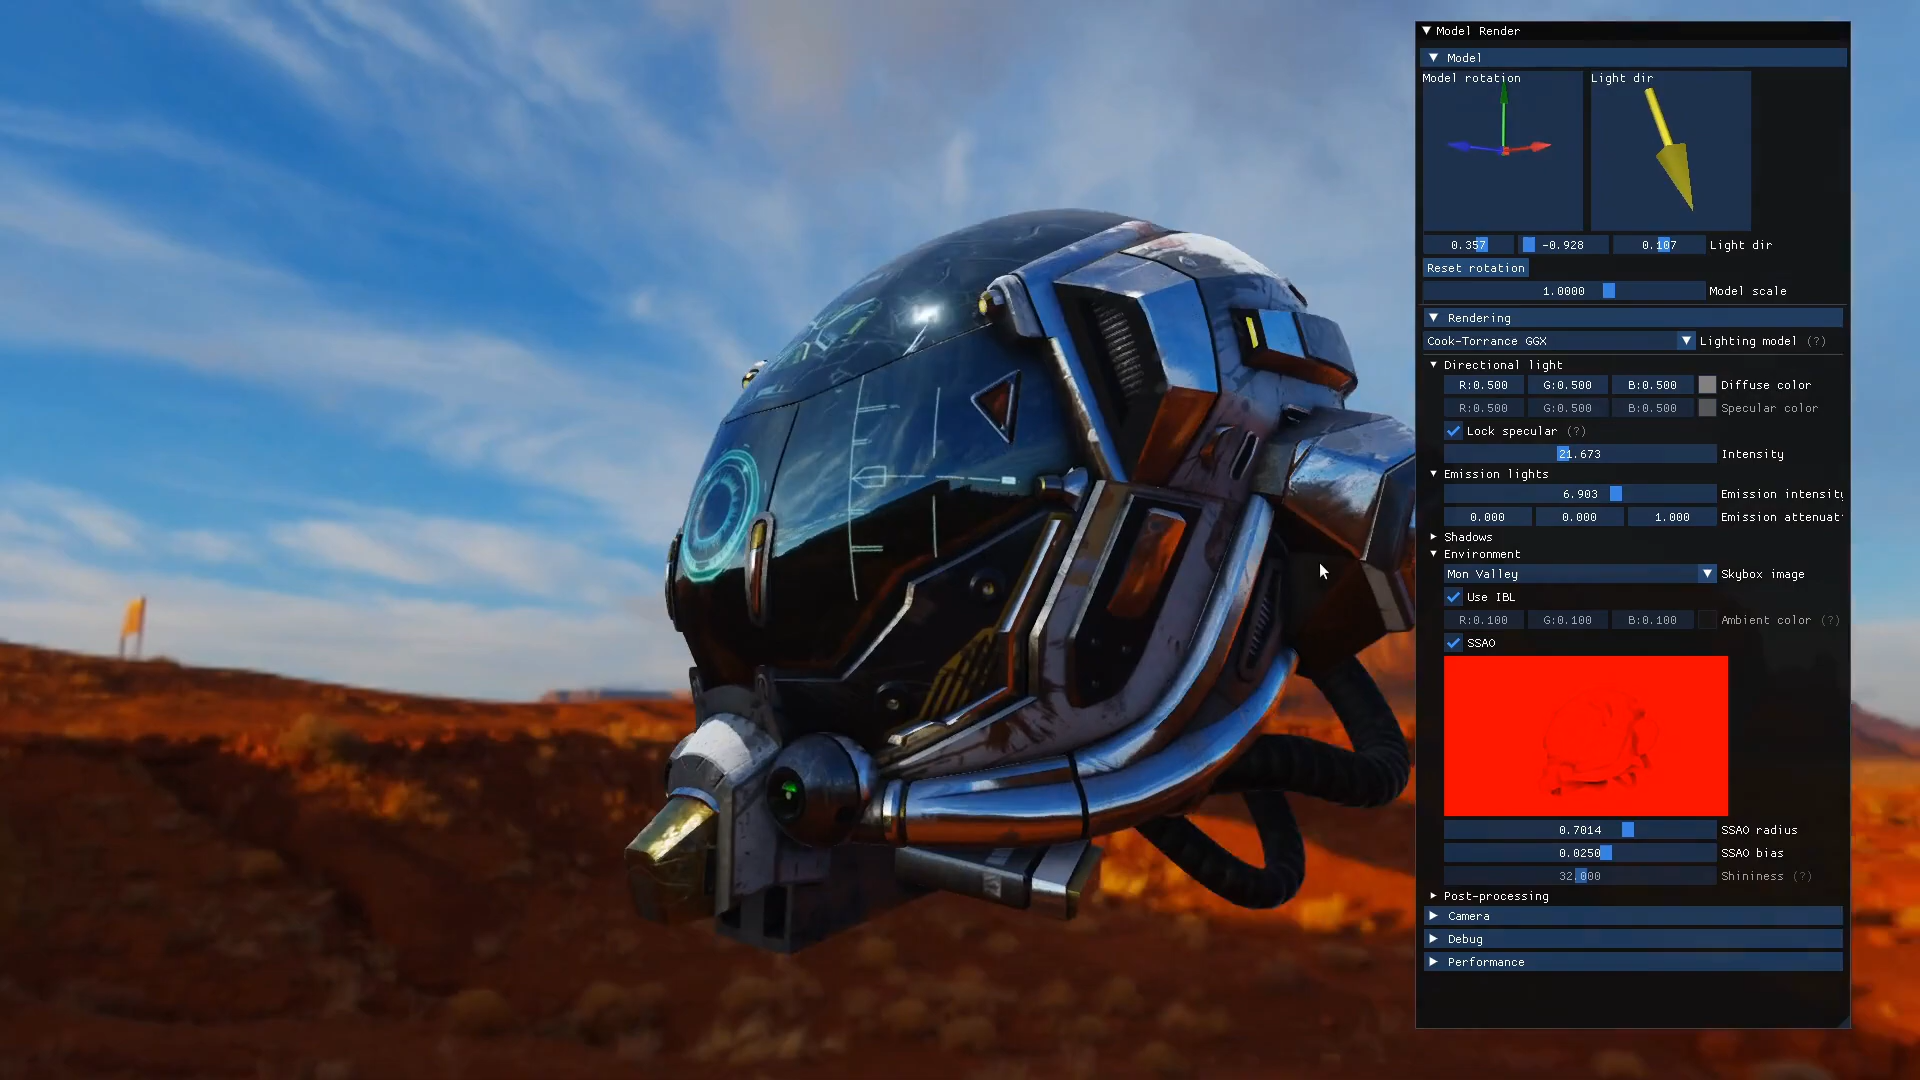 Model Render
Model
Model rotation Light dir
0.357 -0.928 0.107 Light dir
Reset rotation
1.0000 Model scale
Rendering
Cook-Torrance GGX Lighting model (?)
Directional light
R:0.500 G:0.500 B:0.500 Diffuse color
R:0.500 G:0.500 B:0.500 Specular color
Lock specular (?)
21.673 Intensity
Emission lights
6.903 Emission intensity
0.000 0.000 1.000 Emission attenuat
Shadows
Environment
Mon Valley Skybox image
Use IBL
R:0.100 G:0.100 B:0.100 Ambient color (?)
SSAO
0.7014 SSAO radius
0.0250 SSAO bias
32.000 Shininess (?)
Post-processing
Camera
Debug
Performance